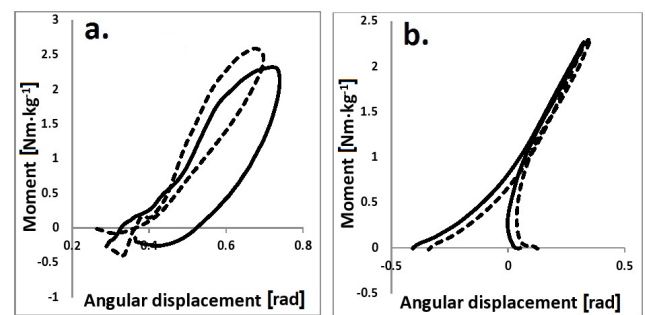 a.
3
2.5
2
1.5
1
0.5
0
-0.5
-1
0.2 0.4 0.6 0.8
Moment [Nm·kg-1]
Angular displacement [rad]
b.
2.5
2
1.5
1
0.5
0
-0.5
-0.5 0 0.5
Moment [Nm·kg-1]
Angular displacement [rad]